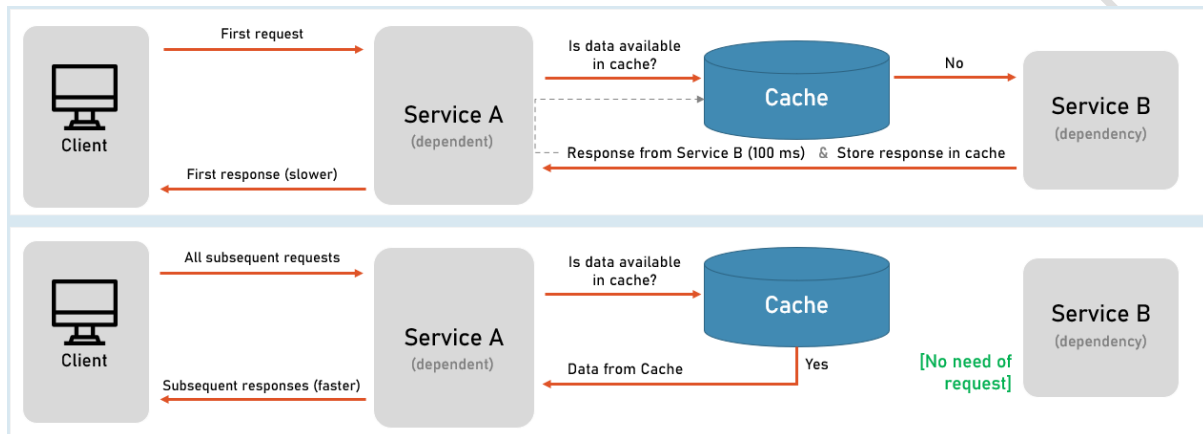 First request
Is data available
in cache?
No
Cache
Service A
(dependent)
Service B
(dependency)
Client
Response from Service B (100 ms) & Store response in cache
First response (slower)
All subsequent requests
Is data available
in cache?
Cache
Service A
(dependent)
Service B
(dependency)
Client
Data from Cache
Yes
[No need of
request]
Subsequent responses (faster)